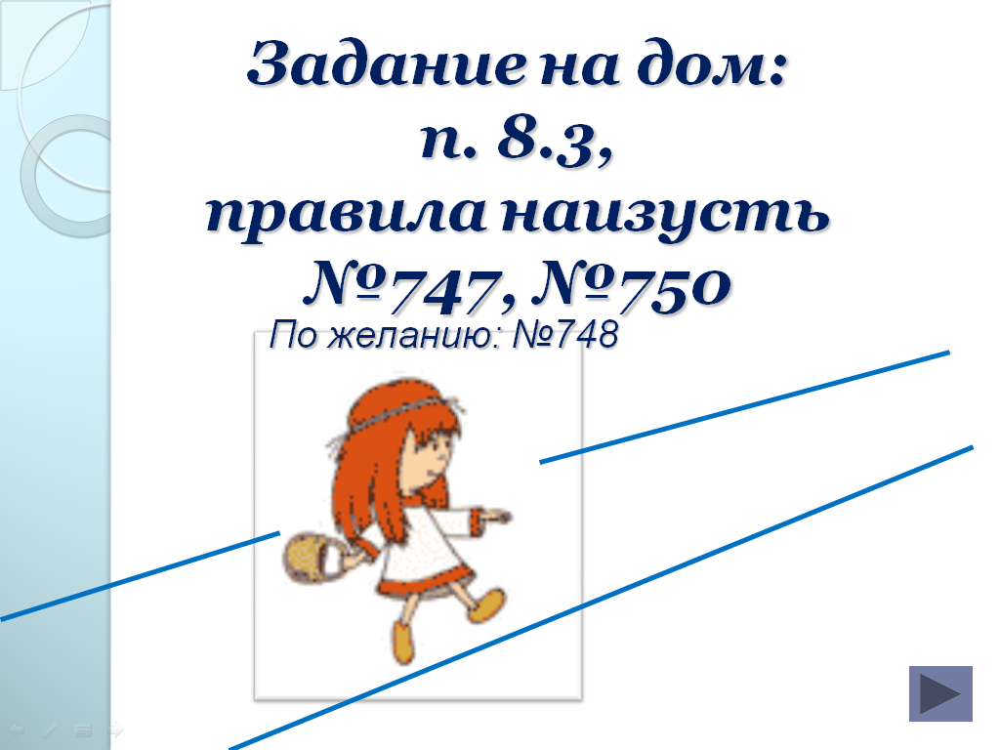 Задание на дом:
п. 8.3,
правила наизусть
№747, №750
По желанию: №748